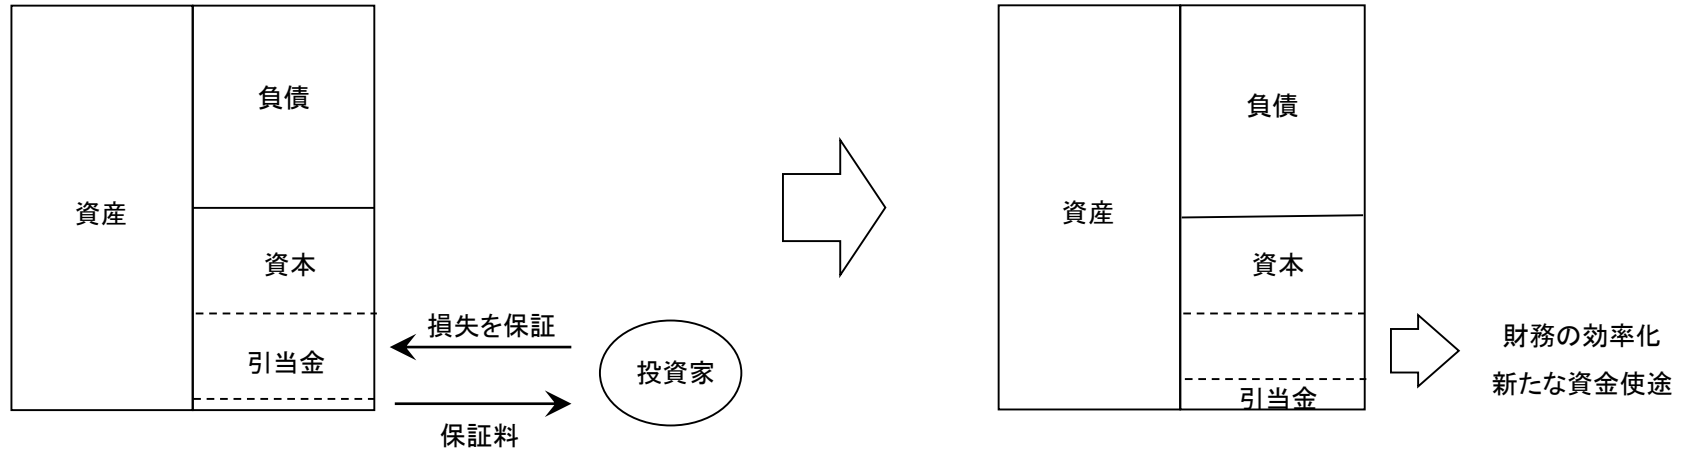 資産
負債
資本
引当金
損失を保証
保証料
投資家
資産
負債
資本
引当金
財務の効率化
新たな資金使途